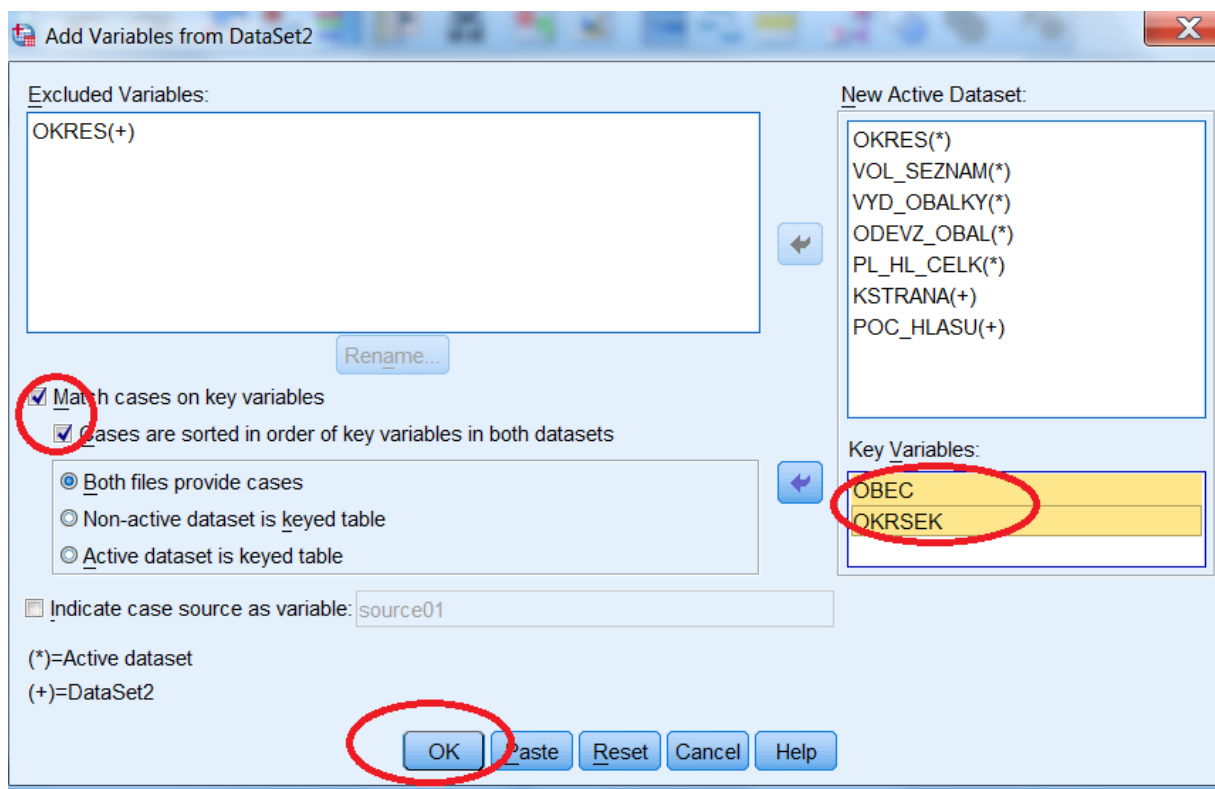 Add Variables from DataSet2
Excluded Variables:
OKRES(+)
Rename...
New Active Dataset:
OKRES(*)
VOL_SEZNAM(*)
VYD_OBALKY(*)
ODEVZ_OBAL(*)
PL_HL_CELK(*)
KSTRANA(+)
POC_HLASU(+)
Match cases on key variables
Cases are sorted in order of key variables in both datasets
Both files provide cases
Non-active dataset is keyed table
Active dataset is keyed table
Key Variables:
OBEC
OKRSEK
Indicate case source as variable: source01
(*)=Active dataset
(+)=DataSet2
OK Paste Reset Cancel Help